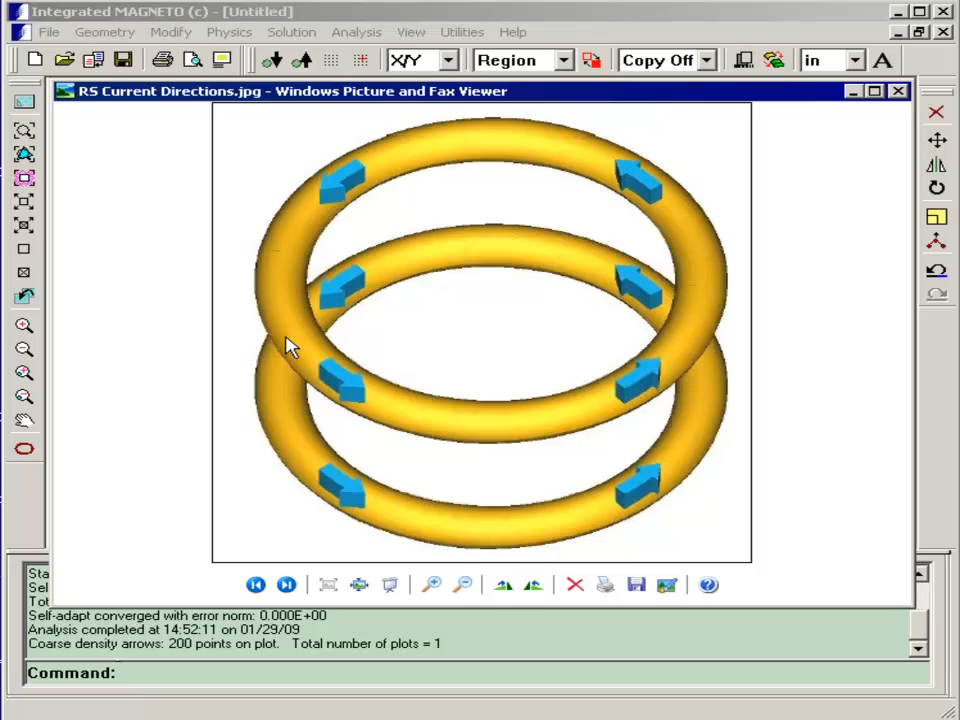 Integrated MAGNETO (c) - [Untitled]
File Geometry Modify Physics Solution Analysis View Utilities Help
X/Y Region Copy Off in A
RS Current Directions.jpg - Windows Picture and Fax Viewer
Sta
Sel
Tot
Self-adapt converged with error norm: 0.000E+00
Analysis completed at 14:52:11 on 01/29/09
Coarse density arrows: 200 points on plot. Total number of plots = 1
Command: